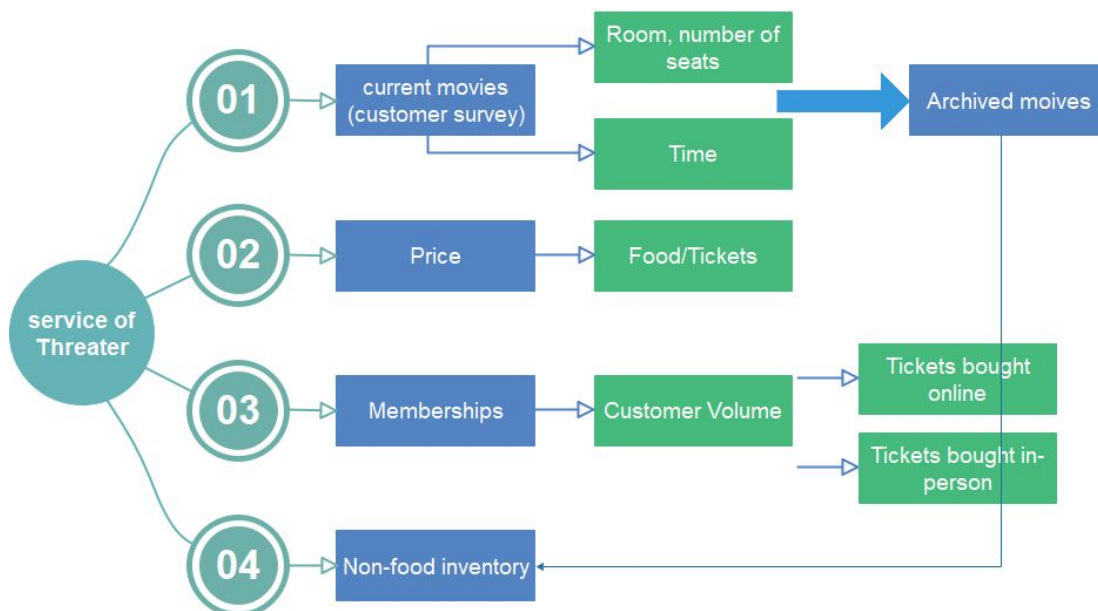 service of
Threater
01
current movies
(customer survey)
Room, number of
seats
Time
Archived moives
02
Price
Food/Tickets
03
Memberships
Customer Volume
Tickets bought
online
Tickets bought in-
person
04
Non-food inventory